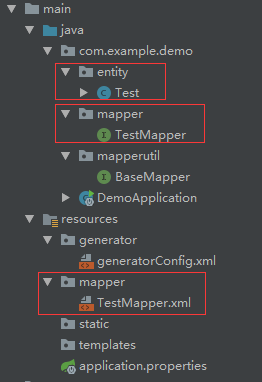 main
java
com.example.demo
entity
Test
mapper
TestMapper
mapperutil
BaseMapper
DemoApplication
resources
generator
generatorConfig.xml
mapper
TestMapper.xml
static
templates
application.properties